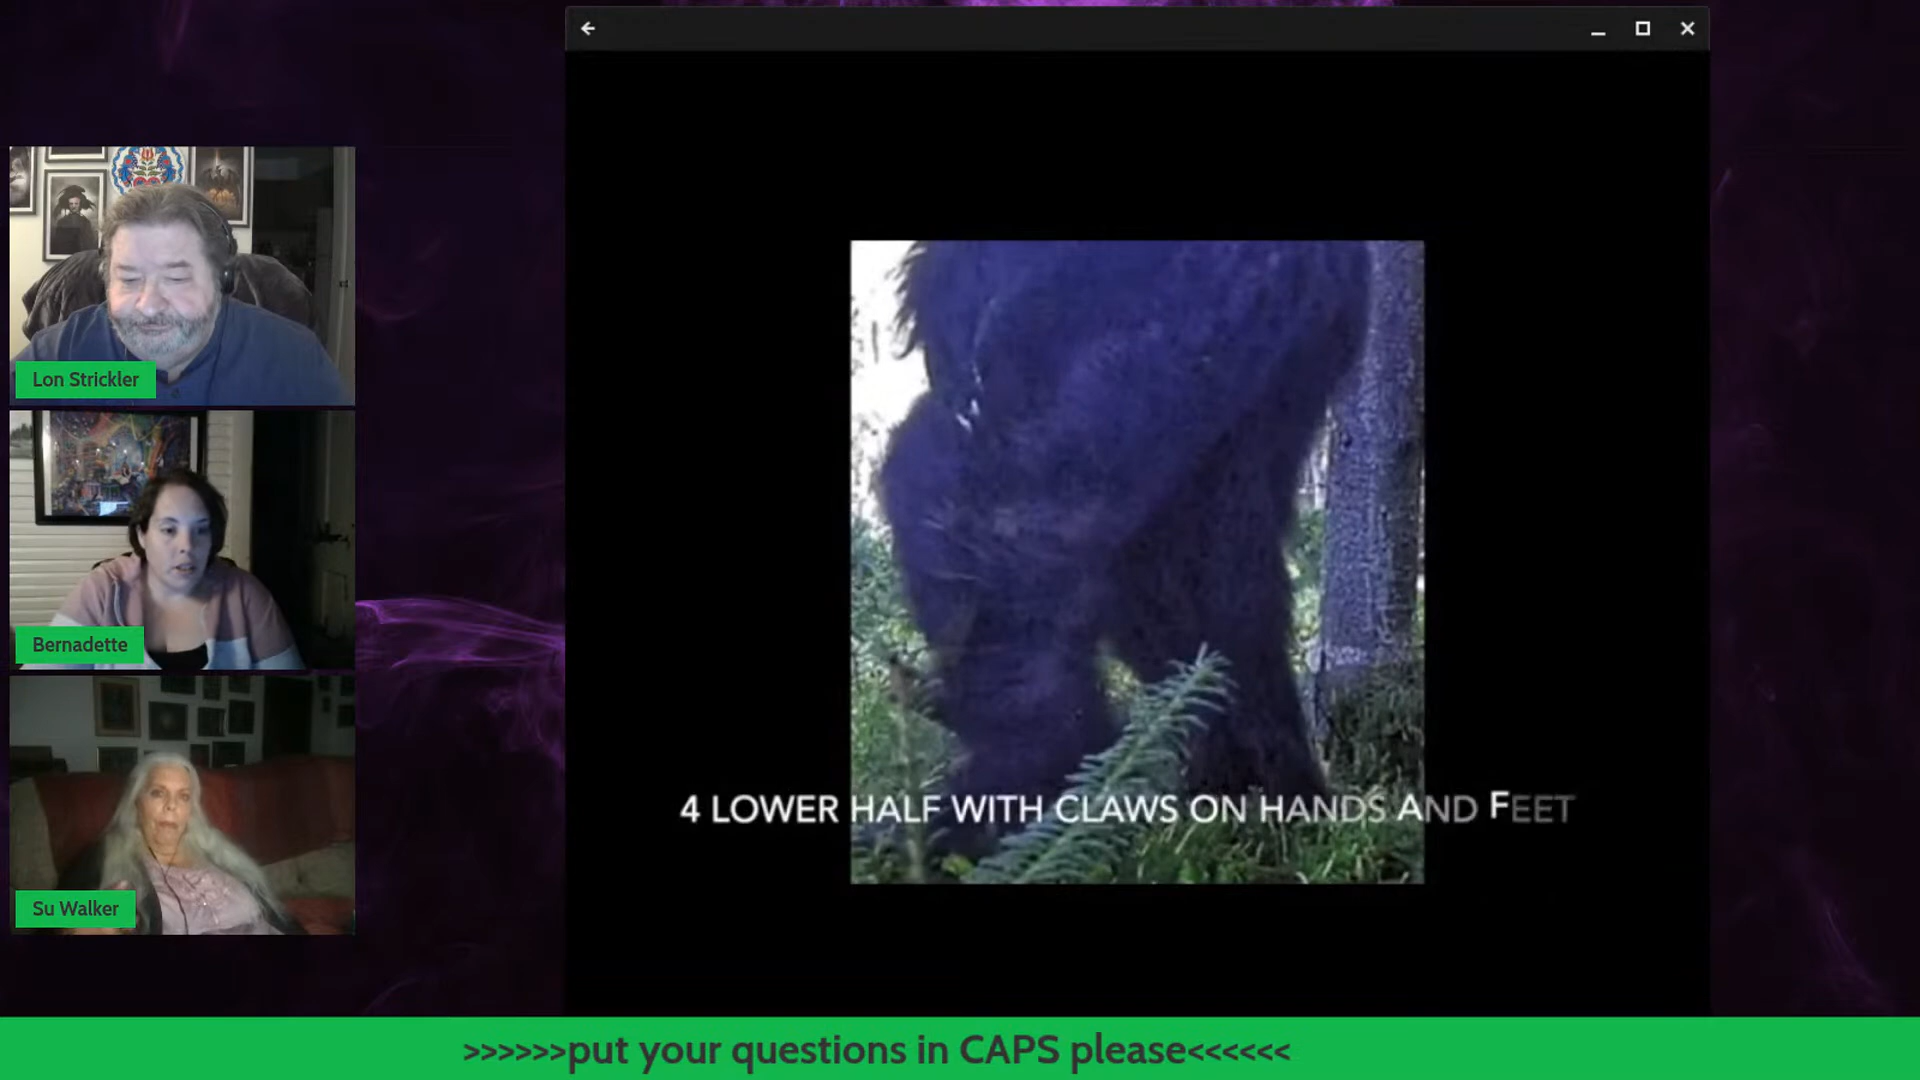 Lon Strickler
Bernadette
Su Walker
4 LOWER HALF WITH CLAWS ON HANDS AND FEET
>>>>>>put your questions in CAPS please<<<<<<